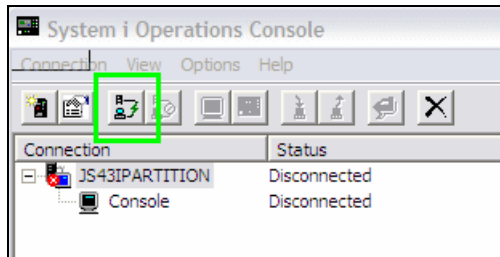 System i Operations Console
Connection View Options Help
Connection Status
JS43IPARTITION Disconnected
Console Disconnected